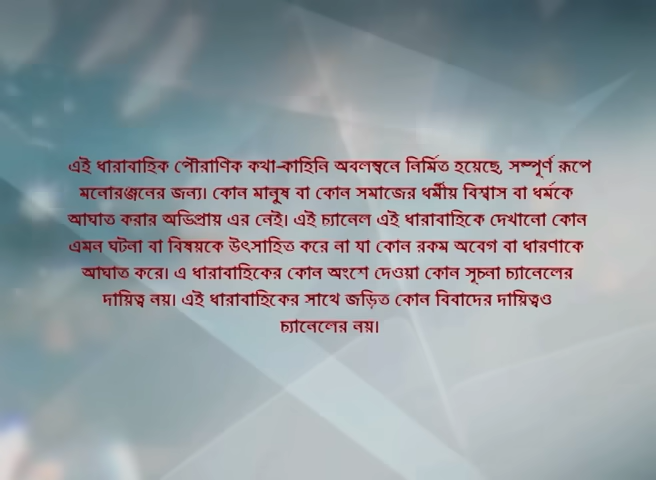 এই ধারাবাহিক পৌরাণিক কথা-কাহিনি অবলম্বনে নির্মিত হয়েছে, সম্পূর্ণ রূপে
মনোরঞ্জনের জন্য। কোন মানুষ বা কোন সমাজের ধর্মীয় বিশ্বাস বা ধর্মকে
আঘাত করার অভিপ্রায় এর নেই। এই চ্যানেল এই ধারাবাহিকে দেখানো কোন
এমন ঘটনা বা বিষয়কে উৎসাহিত করে না যা কোন রকম অবেগ বা ধারণাকে
আঘাত করে। এ ধারাবাহিকের কোন অংশে দেওয়া কোন সূচনা চ্যানেলের
দায়িত্ব নয়। এই ধারাবাহিকের সাথে জড়িত কোন বিবাদের দায়িত্বও
চ্যানেলের নয়।